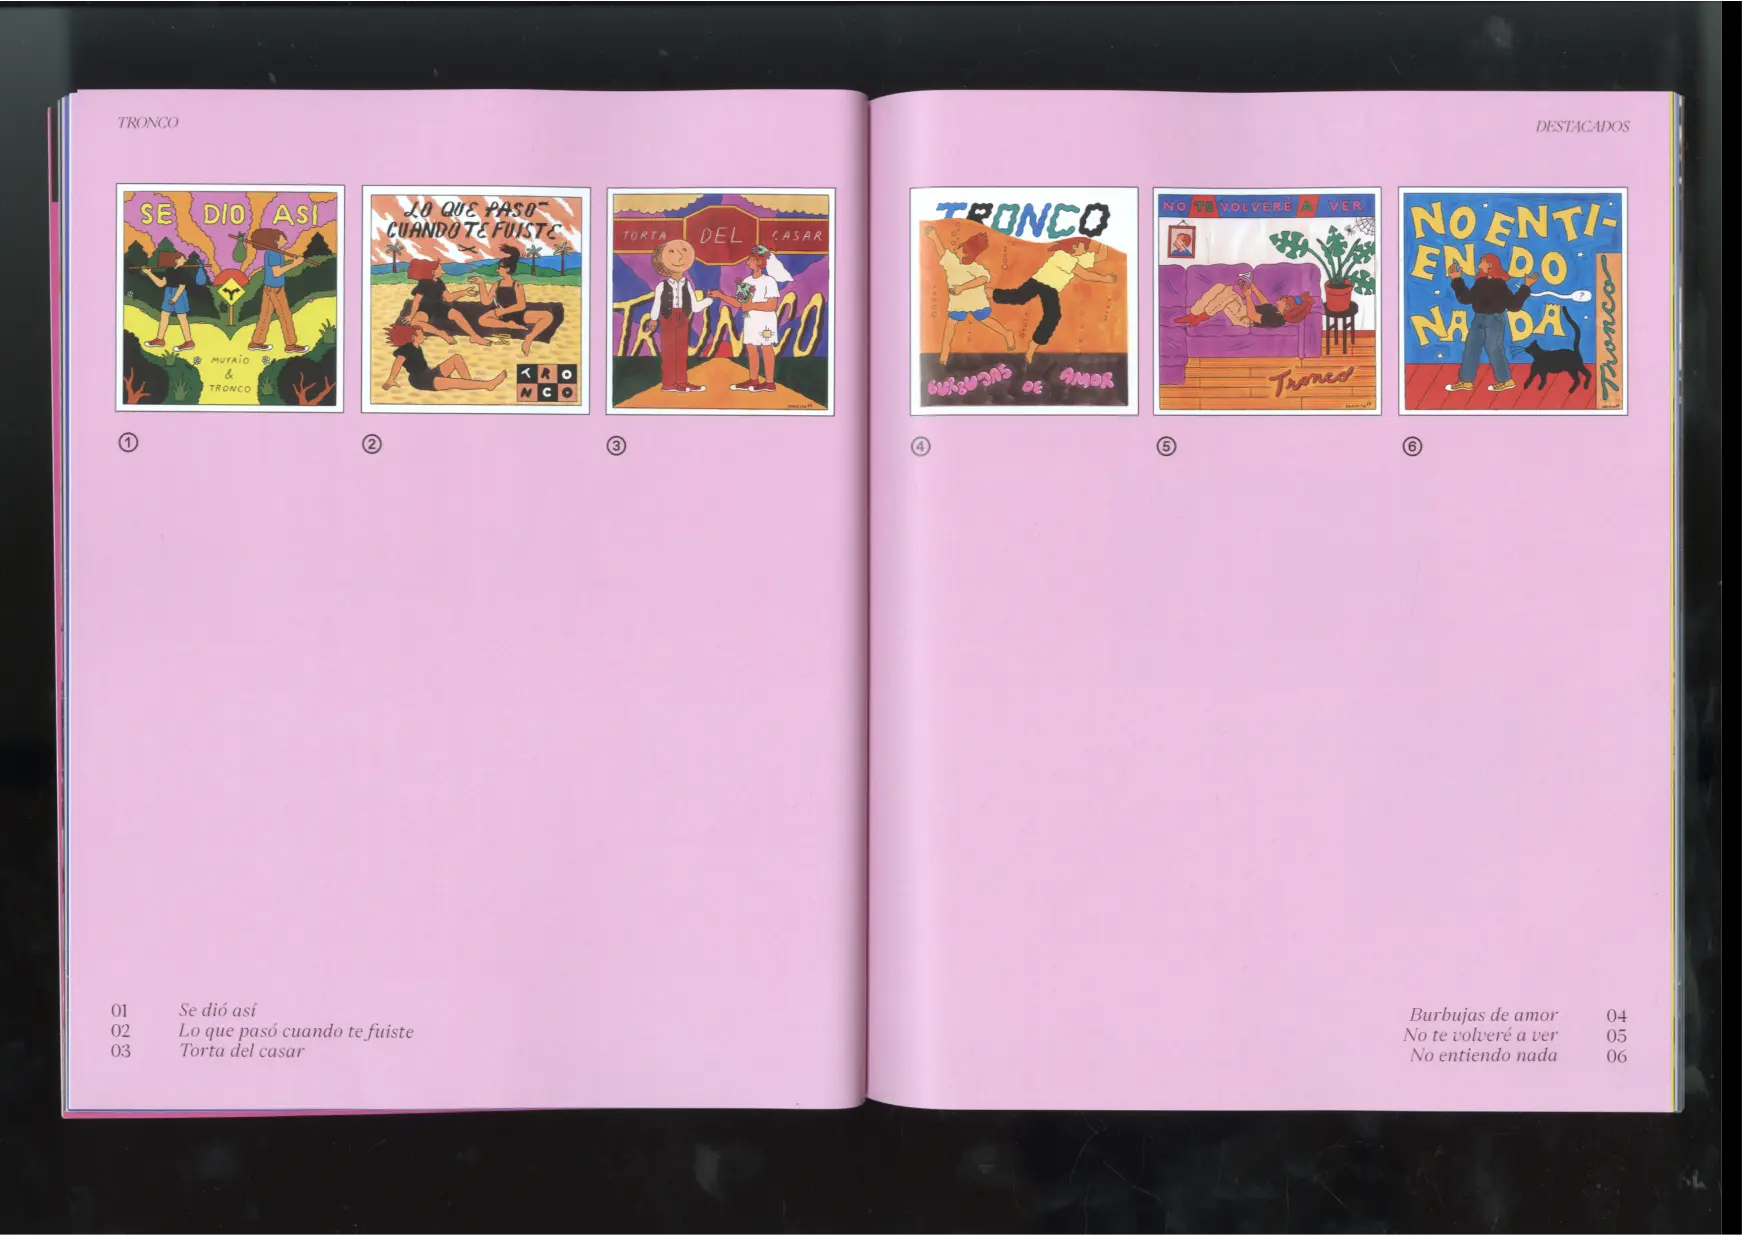 TRONCO
DESTACADOS
SE DIO ASI
MUYAIO
&
TRONCO
LO QUE PASO
CUANDO TE FUISTE
TRO
NCO
TORTA DEL CASAR
TRONCO
TRONCO
BURBUJAS DE AMOR
NO TE VOLVERÉ A VER
Tronco
NO ENTI-
ENDO
NADA
?
Tronco
1
2
3
4
5
6
01 Se dió así
02 Lo que pasó cuando te fuiste
03 Torta del casar
Burbujas de amor 04
No te volveré a ver 05
No entiendo nada 06